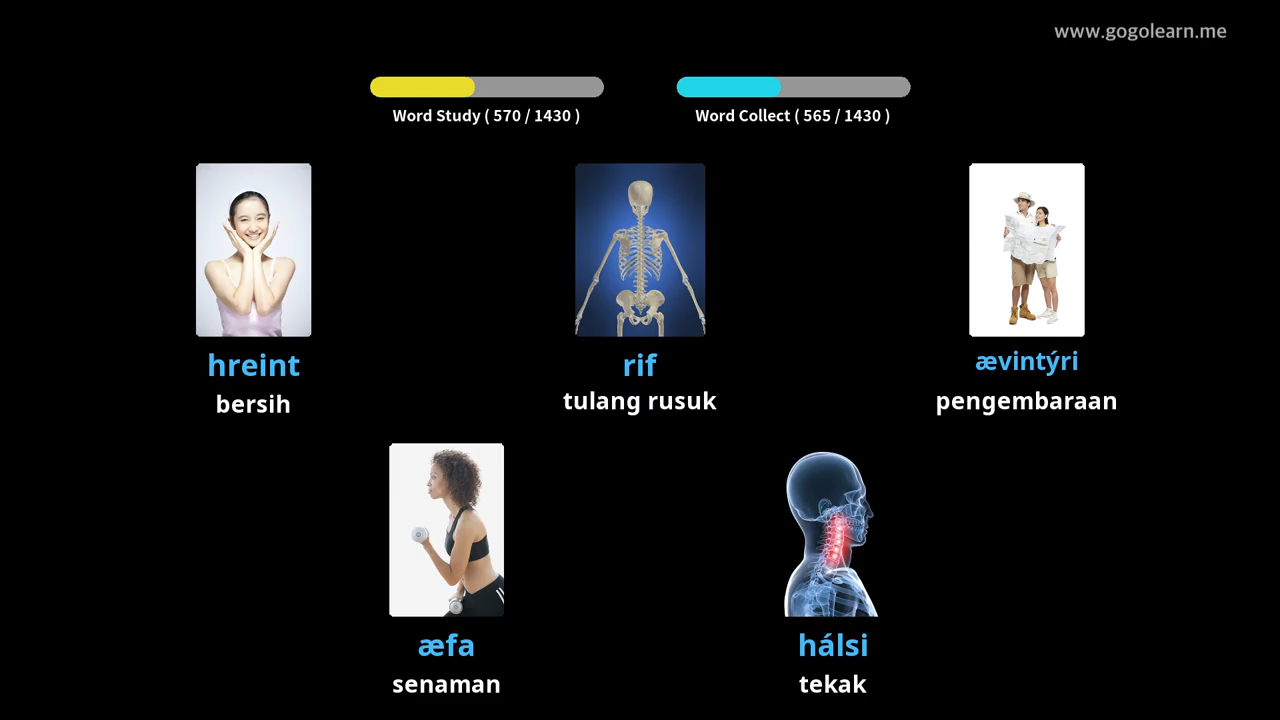 www.gogolearn.me
Word Study ( 570 / 1430 )
Word Collect ( 565 / 1430 )
hreint
bersih
rif
tulang rusuk
ævintýri
pengembaraan
æfa
senaman
hálsi
tekak